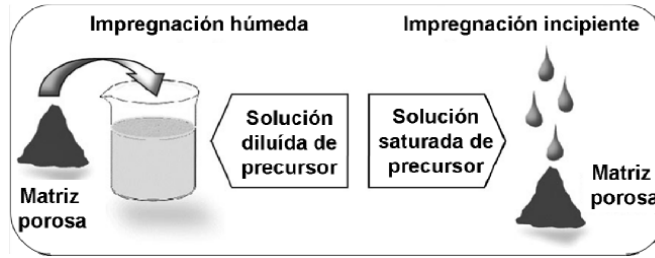 Impregnación húmeda
Impregnación incipiente
Matriz
porosa
Solución
diluída de
precursor
Solución
saturada de
precursor
Matriz
porosa